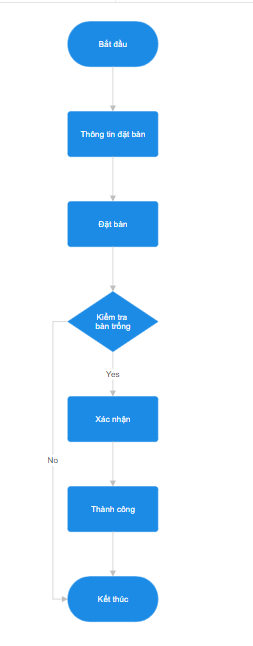 Bắt đầu
Thông tin đặt bàn
Đặt bàn
Kiểm tra
bàn trống
Yes
Xác nhận
No
Thành công
Kết thúc